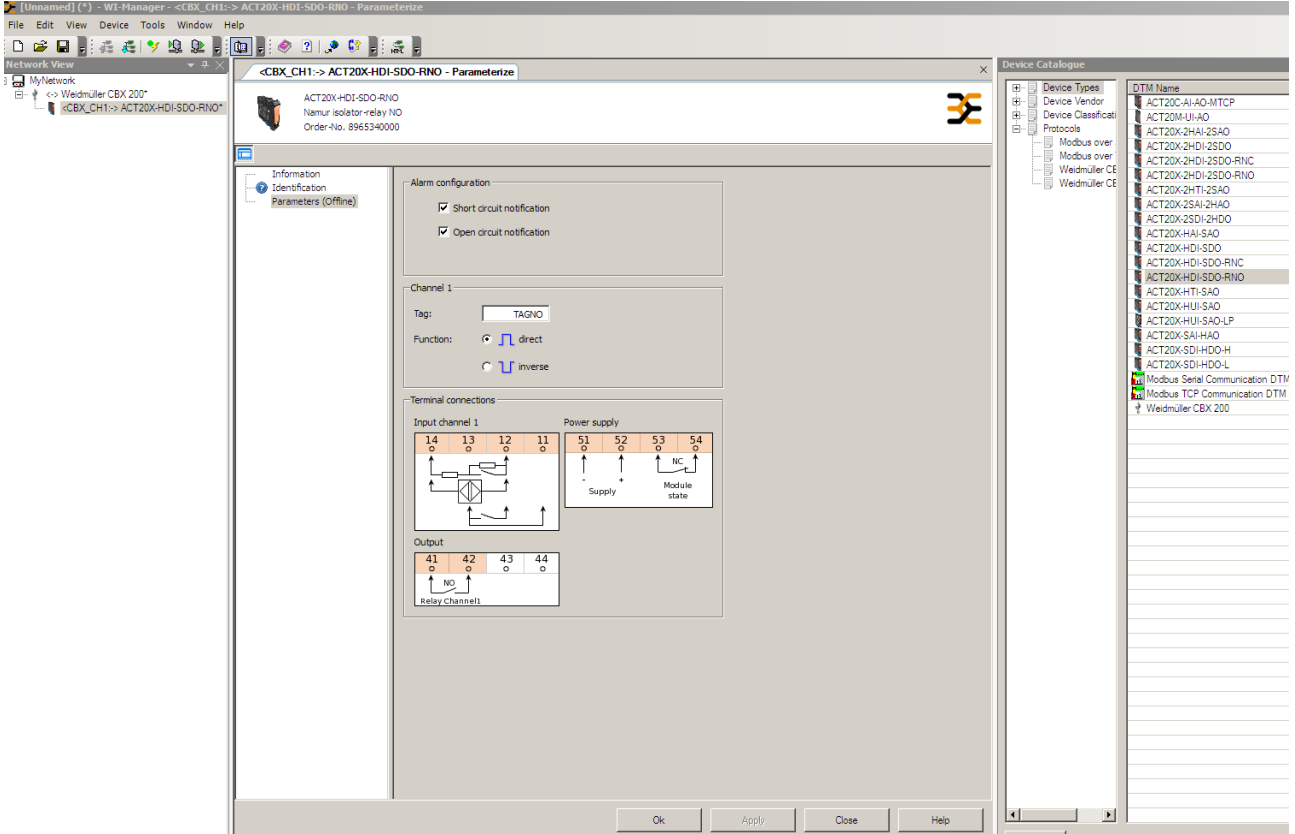 [Unnamed] (*) - WI-Manager - <CBX_CH1:-> ACT20X-HDI-SDO-RNO - Parameterize
File Edit View Device Tools Window Help
Network View
MyNetwork
<-> Weidmüller CBX 200*
<CBX_CH1:-> ACT20X-HDI-SDO-RNO*
<CBX_CH1:-> ACT20X-HDI-SDO-RNO - Parameterize
ACT20X-HDI-SDO-RNO
Namur isolator-relay NO
Order-No. 8965340000
Information
Identification
Parameters (Offline)
Alarm configuration
Short circuit notification
Open circuit notification
Channel 1
Tag: TAGNO
Function: direct
inverse
Terminal connections
Input channel 1 Power supply
14 13 12 11
51 52 53 54
NC
- +
Supply
Module
state
Output
41 42 43 44
NO
Relay Channel1
Ok Apply Close Help
Device Catalogue
Device Types
Device Vendor
Device Classificati
Protocols
Modbus over
Modbus over
Weidmüller CE
Weidmüller CE
DTM Name
ACT20C-AI-AO-MTCP
ACT20M-UI-AO
ACT20X-2HAI-2SAO
ACT20X-2HDI-2SDO
ACT20X-2HDI-2SDO-RNC
ACT20X-2HDI-2SDO-RNO
ACT20X-2HTI-2SAO
ACT20X-2SAI-2HAO
ACT20X-2SDI-2HDO
ACT20X-HAI-SAO
ACT20X-HDI-SDO
ACT20X-HDI-SDO-RNC
ACT20X-HDI-SDO-RNO
ACT20X-HTI-SAO
ACT20X-HUI-SAO
ACT20X-HUI-SAO-LP
ACT20X-SAI-HAO
ACT20X-SDI-HDO-H
ACT20X-SDI-HDO-L
Modbus Serial Communication DTM
Modbus TCP Communication DTM
Weidmüller CBX 200